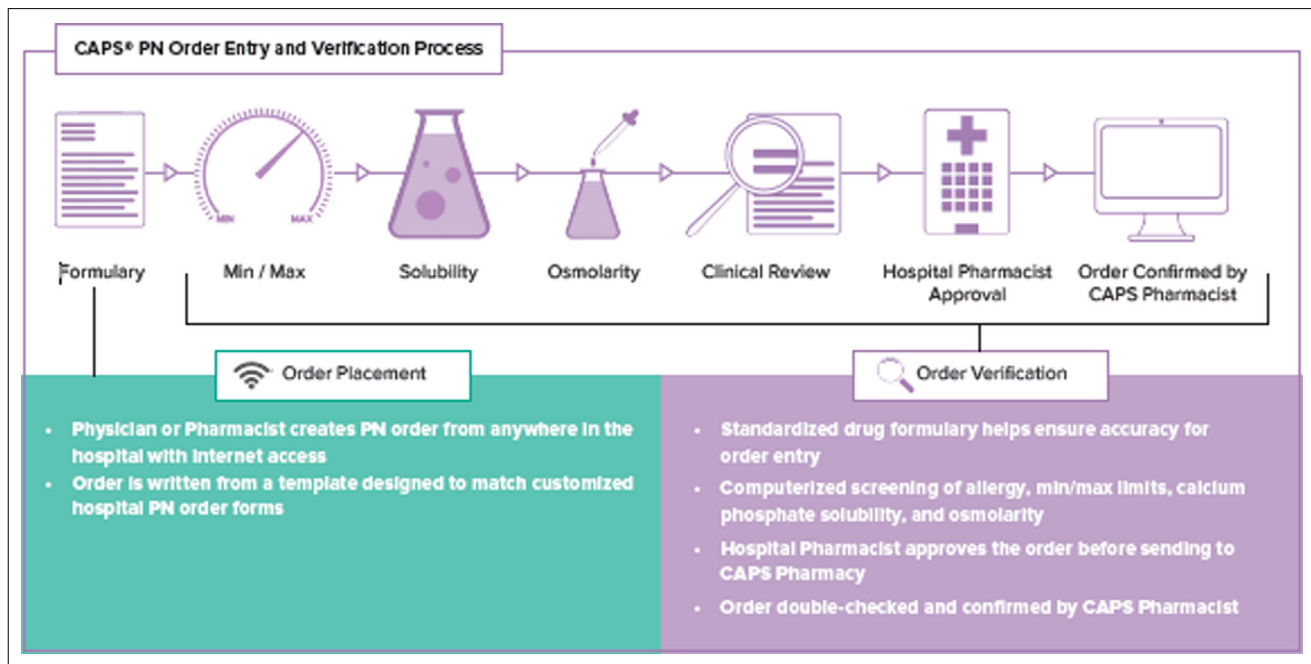 CAPS® PN Order Entry and Verification Process
MIN
MAX
Formulary
Min / Max
Solubility
Osmolarity
Clinical Review
Hospital Pharmacist
Approval
Order Confirmed by
CAPS Pharmacist
Order Placement
• Physician or Pharmacist creates PN order from anywhere in the
hospital with Internet access
• Order is written from a template designed to match customized
hospital PN order forms
Order Verification
• Standardized drug formulary helps ensure accuracy for
order entry
• Computerized screening of allergy, min/max limits, calcium
phosphate solubility, and osmolarity
• Hospital Pharmacist approves the order before sending to
CAPS Pharmacy
• Order double-checked and confirmed by CAPS Pharmacist